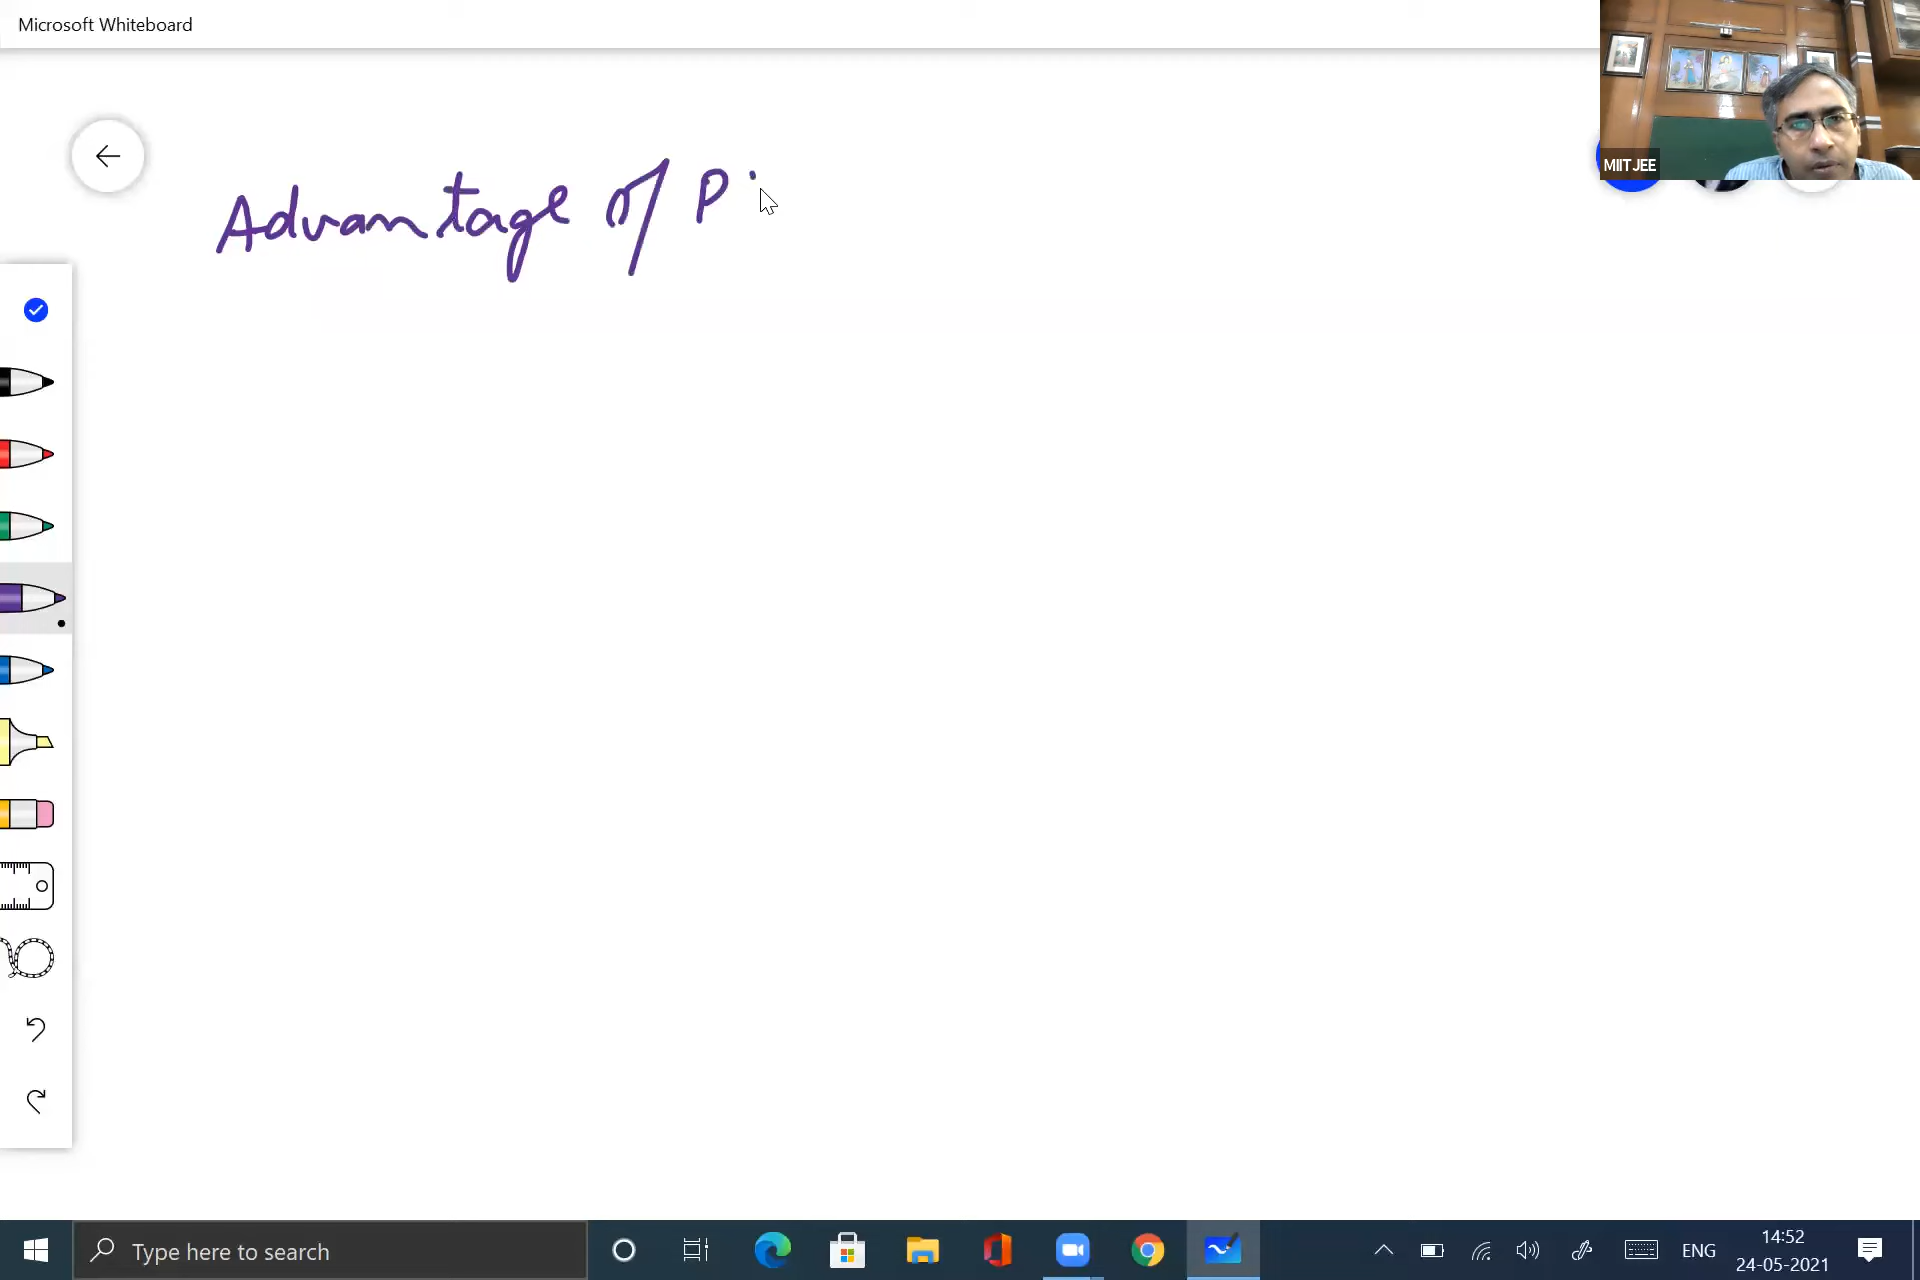 Microsoft Whiteboard
MIIT JEE
Advantage of P
Type here to search
ENG
14:52
24-05-2021